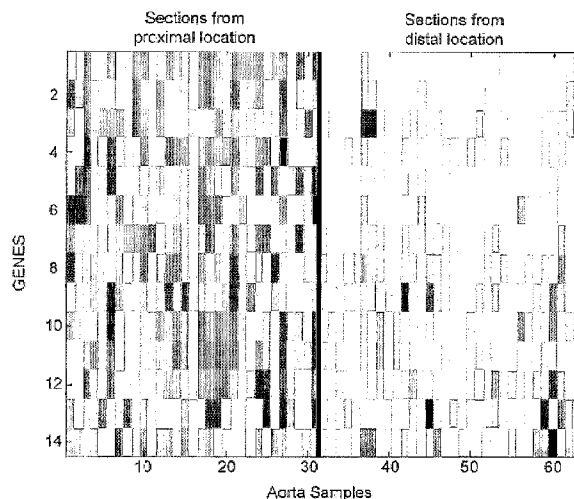 Sections from
proximal location
Sections from
distal location
2
4
6
8
10
12
14
GENES
10
20
30
40
50
60
Aorta Samples